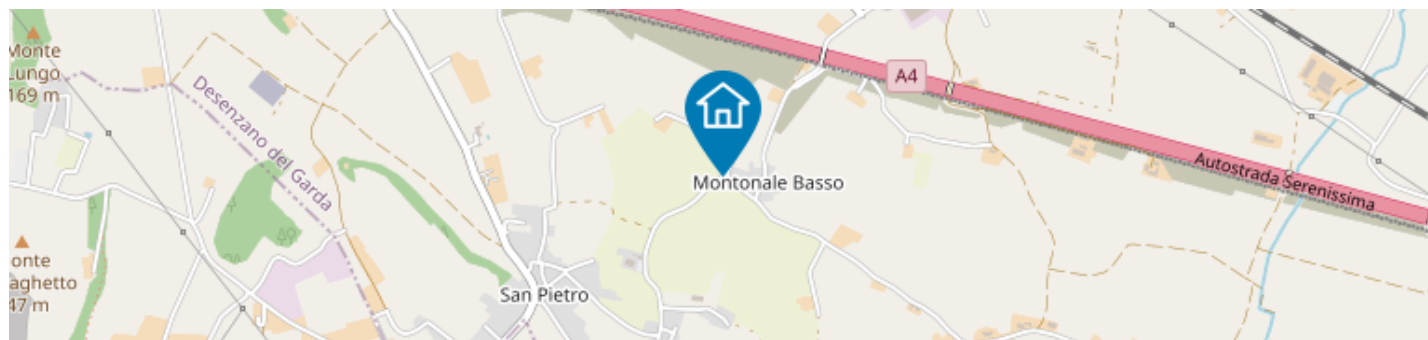 Monte
Lungo
169 m
Desenzano del Garda
A4
Autostrada Serenissima
Montonale Basso
San Pietro
onte
aghetto
47 m